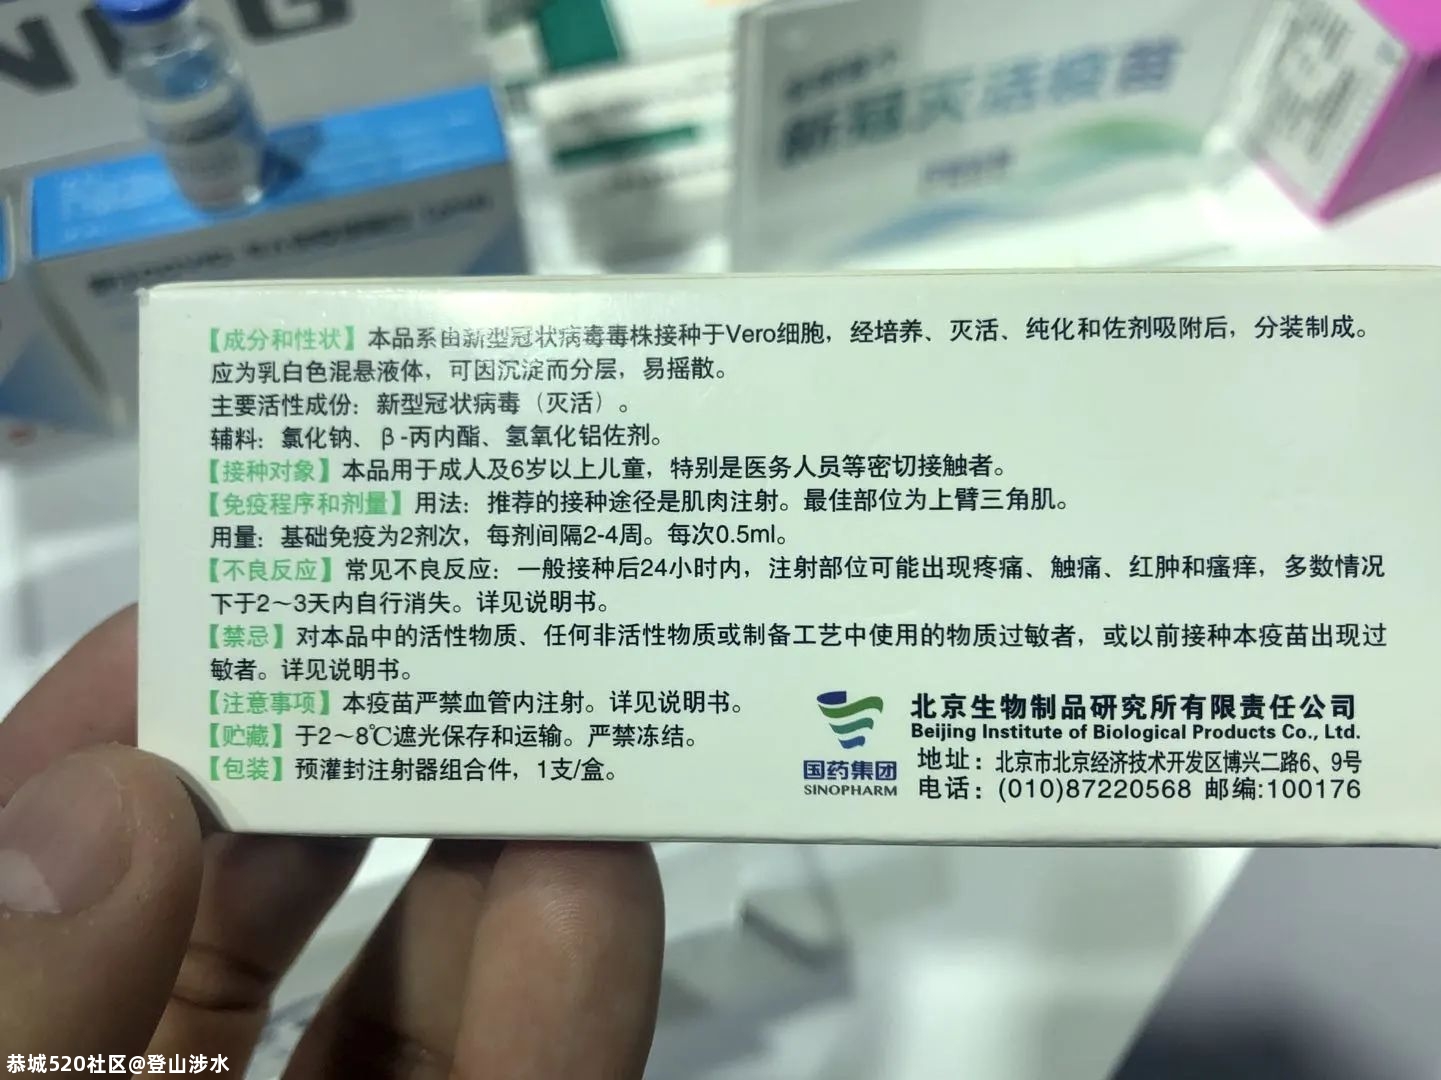 NG
新冠灭活疫苗
【成分和性状】本品系由新型冠状病毒毒株接种于Vero细胞，经培养、灭活、纯化和佐剂吸附后，分装制成。
应为乳白色混悬液体，可因沉淀而分层，易摇散。
主要活性成份：新型冠状病毒（灭活）。
辅料：氯化钠、β-丙内酯、氢氧化铝佐剂。
【接种对象】本品用于成人及6岁以上儿童，特别是医务人员等密切接触者。
【免疫程序和剂量】用法：推荐的接种途径是肌肉注射。最佳部位为上臂三角肌。
用量：基础免疫为2剂次，每剂间隔2-4周。每次0.5ml。
【不良反应】常见不良反应：一般接种后24小时内，注射部位可能出现疼痛、触痛、红肿和瘙痒，多数情况
下于2～3天内自行消失。详见说明书。
【禁忌】对本品中的活性物质、任何非活性物质或制备工艺中使用的物质过敏者，或以前接种本疫苗出现过
敏者。详见说明书。
【注意事项】本疫苗严禁血管内注射。详见说明书。
【贮藏】于2～8℃遮光保存和运输。严禁冻结。
【包装】预灌封注射器组合件，1支/盒。
国药集团
SINOPHARM
北京生物制品研究所有限责任公司
Beijing Institute of Biological Products Co., Ltd.
地址：北京市北京经济技术开发区博兴二路6、9号
电话：(010)87220568 邮编:100176
恭城520社区@登山涉水